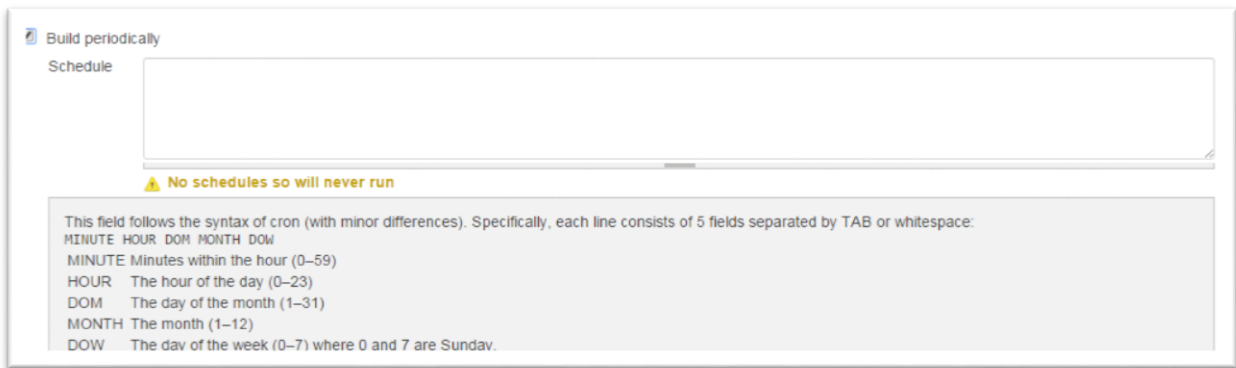 Build periodically
Schedule
No schedules so will never run
This field follows the syntax of cron (with minor differences). Specifically, each line consists of 5 fields separated by TAB or whitespace:
MINUTE HOUR DOM MONTH DOW
MINUTE Minutes within the hour (0–59)
HOUR The hour of the day (0–23)
DOM The day of the month (1–31)
MONTH The month (1–12)
DOW The day of the week (0–7) where 0 and 7 are Sunday.